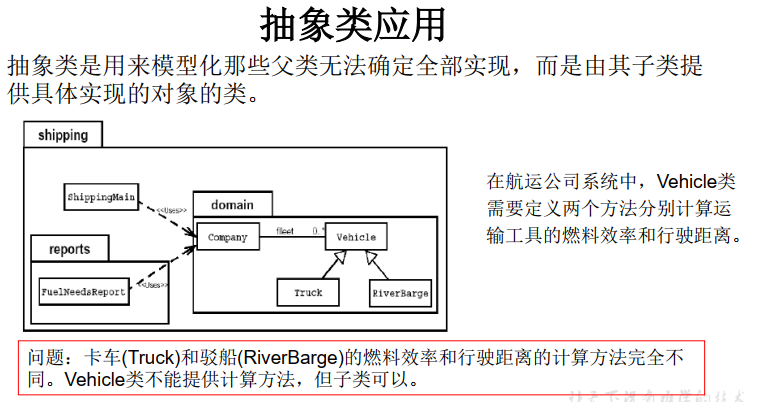 抽象类应用
抽象类是用来模型化那些父类无法确定全部实现，而是由其子类提
供具体实现的对象的类。
shipping
ShippingMain
<<Uses>>
domain
Company
fleet
0..*
Vehicle
reports
FuelNeedsReport
<<Uses>>
Truck
RiverBarge
在航运公司系统中，Vehicle类
需要定义两个方法分别计算运
输工具的燃料效率和行驶距离。
问题：卡车(Truck)和驳船(RiverBarge)的燃料效率和行驶距离的计算方法完全不
同。Vehicle类不能提供计算方法，但子类可以。